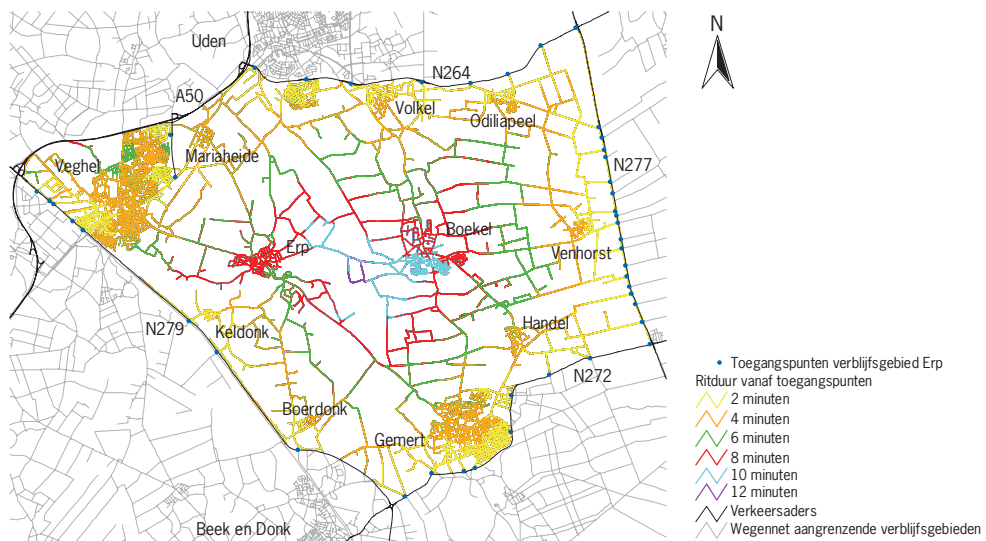 Uden
N
N264
A50
Volkel
Odiliapeel
Mariaheide
Veghel
N277
Boekel
Erp
Venhorst
N279
Keldonk
Handel
N272
Boerdonk
Gemert
Beek en Donk
Toegangspunten verblijfsgebied Erp
Ritduur vanaf toegangspunten
2 minuten
4 minuten
6 minuten
8 minuten
10 minuten
12 minuten
Verkeersaders
Wegennet aangrenzende verblijfsgebieden